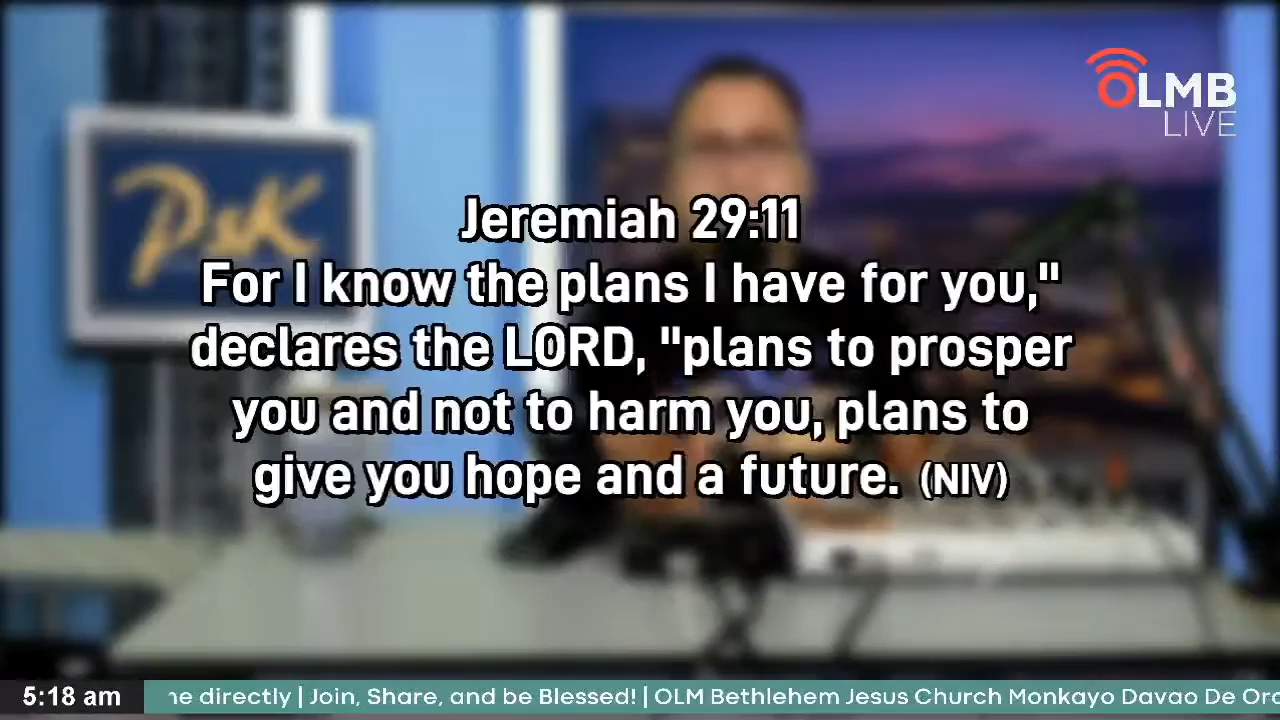 OLMB
LIVE
PsK
Jeremiah 29:11
For I know the plans I have for you,"
declares the LORD, "plans to prosper
you and not to harm you, plans to
give you hope and a future. (NIV)
5:18 am
directly | Join, Share, and be Blessed! | OLM Bethlehem Jesus Church Monkayo Davao De